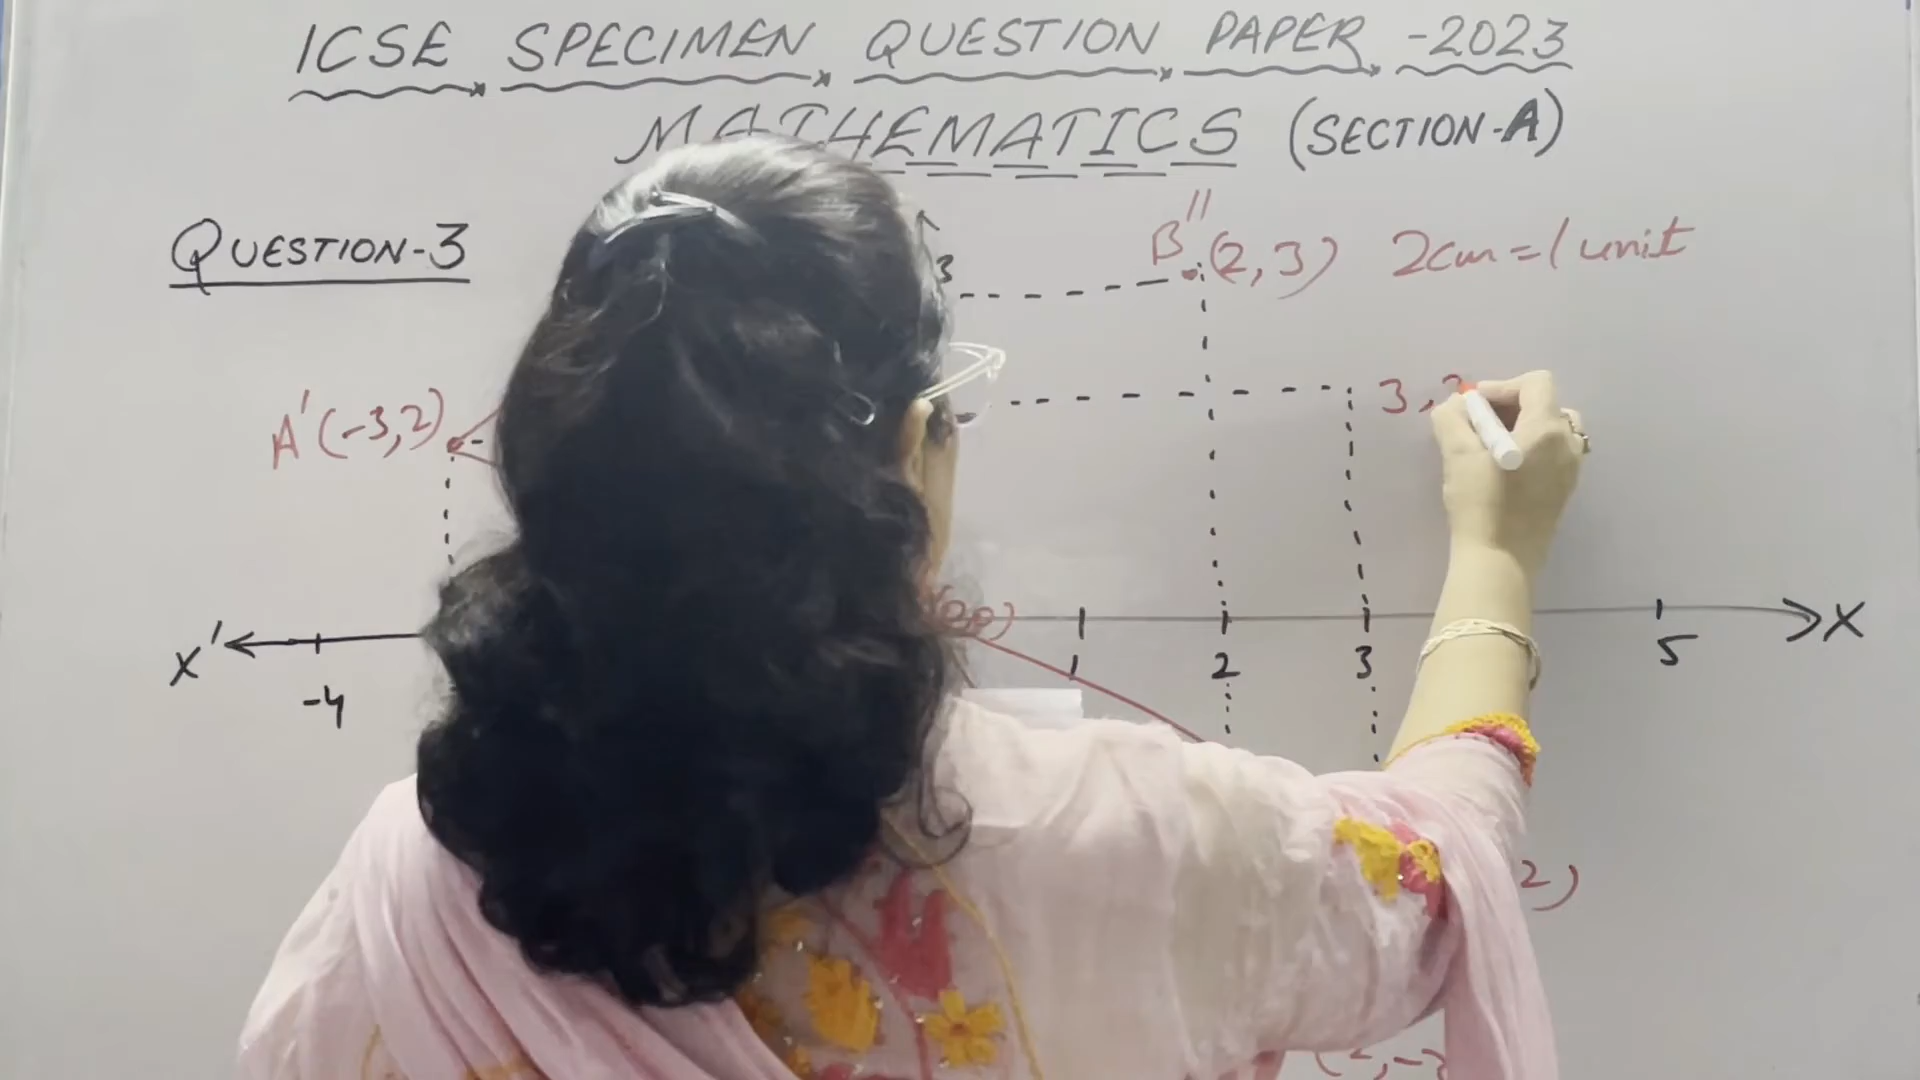 ICSE SPECIMEN QUESTION PAPER -2023
MATHEMATICS (SECTION-A)
QUESTION-3
3
B" (2, 3) 2cm = 1 unit
A' (-3,2)
3,
X' X
-4 1 2 3 5
2)